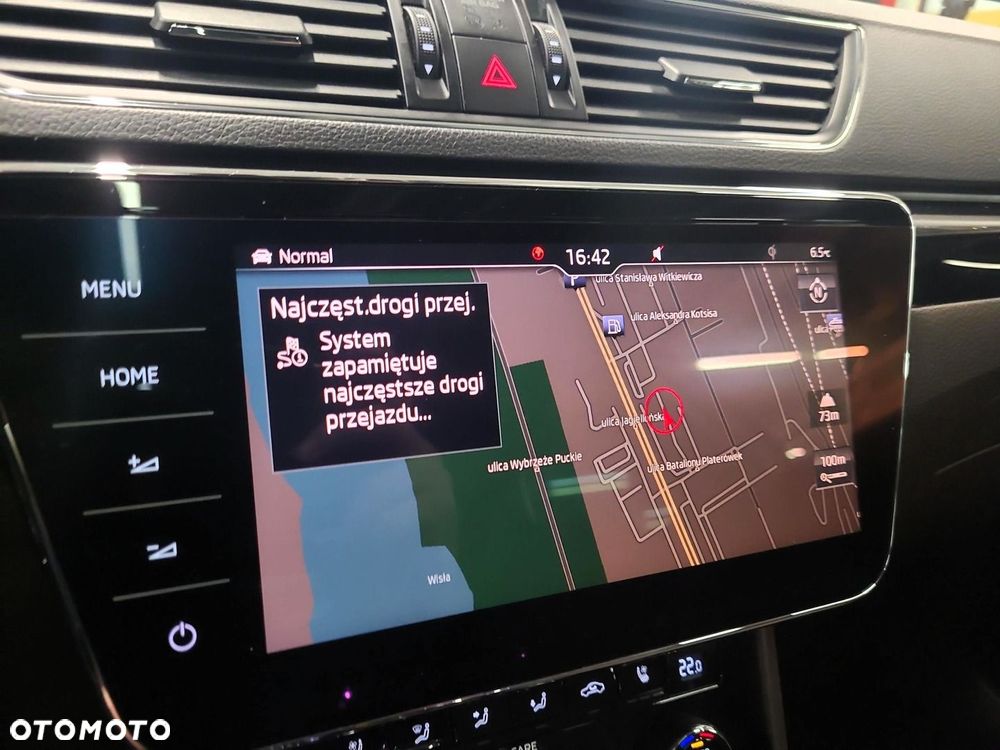 MENU
HOME
Normal
16:42
6.5°C
Najczęst.drogi przej.
System
zapamiętuje
najczęstsze drogi
przejazdu...
P
ulica Stanisława Witkiewicza
ulica Aleksandra Kotsisa
ulica
N
ulica Jagiellońska
73m
ulica Wybrzeże Puckie
ulica Batalionu Platerówek
100m
Wisła
22.0
OTOMOTO